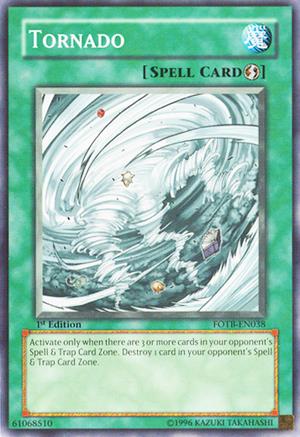 TORNADO
[SPELL CARD]
1st Edition
FOTB-EN038
Activate only when there are 3 or more cards in your opponent's
Spell & Trap Card Zone. Destroy 1 card in your opponent's Spell
& Trap Card Zone.
61068510
©1996 KAZUKI TAKAHASHI